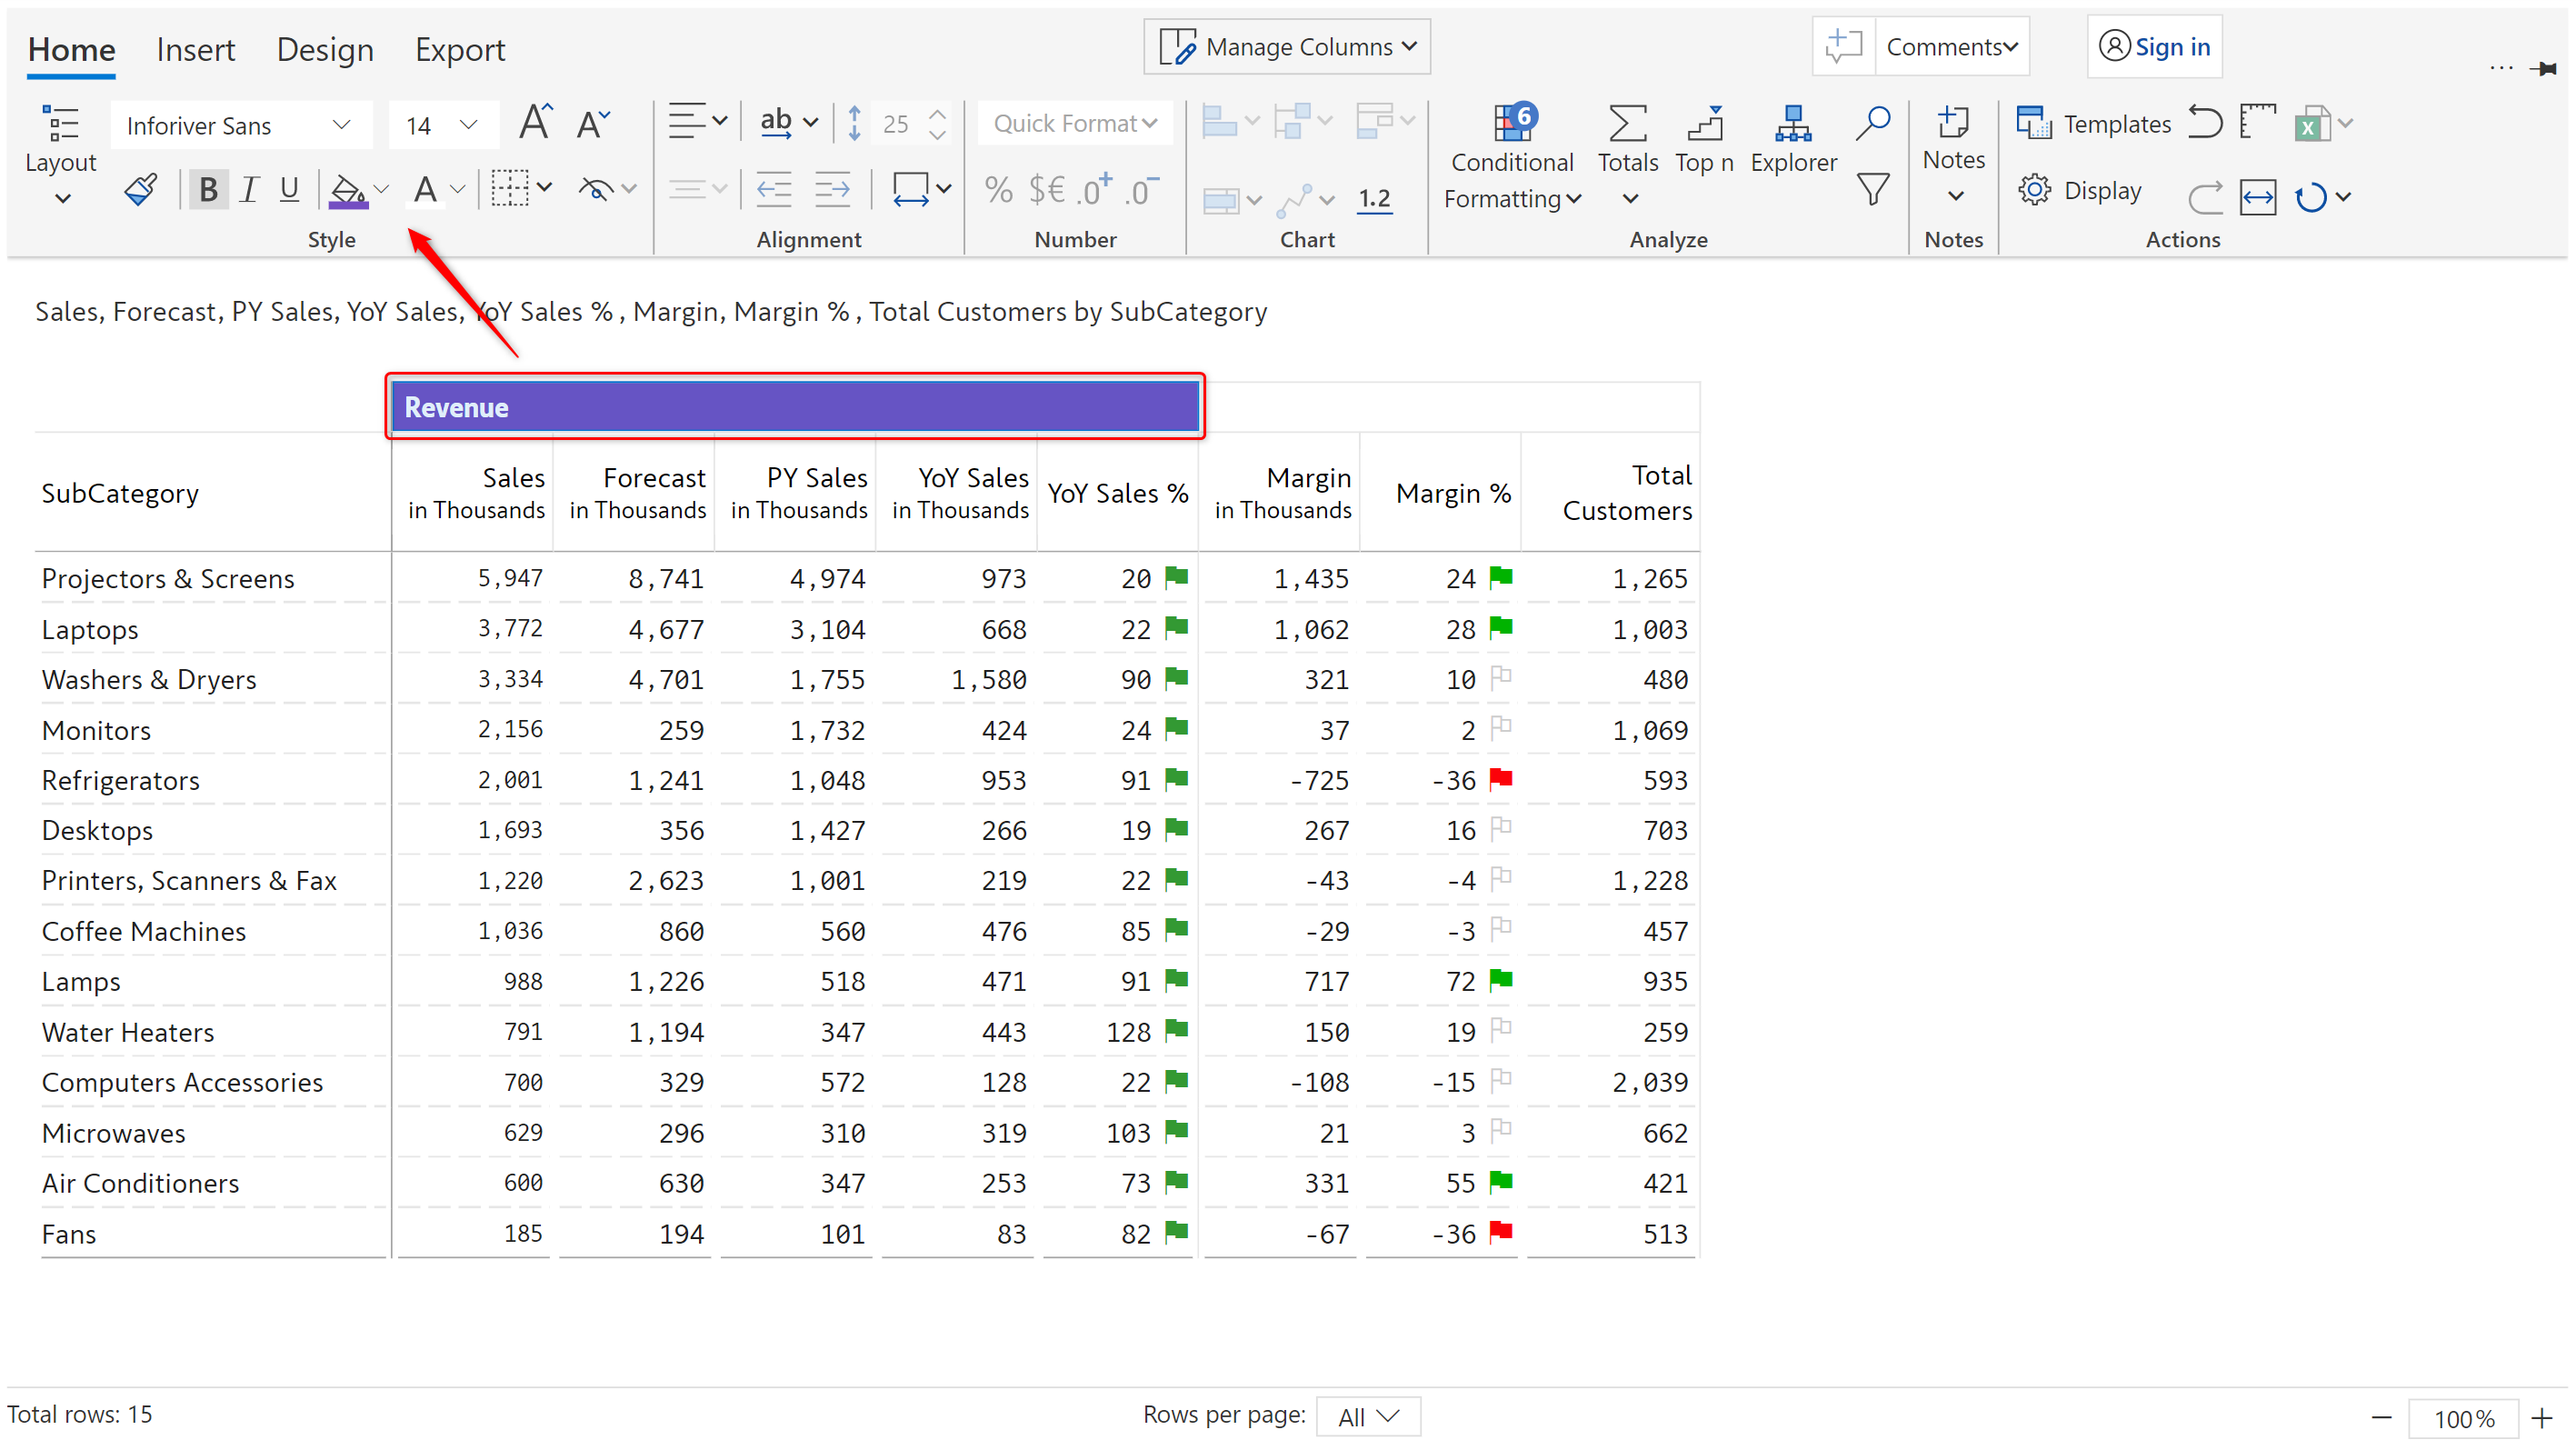 Home Insert Design Export Manage Columns Comments Sign in
Inforiver Sans 14 A A ab 25 Quick Format 6
Layout Conditional Formatting Totals Top n Explorer Notes Templates
B I U A % $€ .0+ .0- 1.2 Display
Style Alignment Number Chart Analyze Notes Actions
Sales, Forecast, PY Sales, YoY Sales, YoY Sales %, Margin, Margin %, Total Customers by SubCategory
Revenue
SubCategory Sales in Thousands Forecast in Thousands PY Sales in Thousands YoY Sales in Thousands YoY Sales % Margin in Thousands Margin % Total Customers
Projectors & Screens 5,947 8,741 4,974 973 20 1,435 24 1,265
Laptops 3,772 4,677 3,104 668 22 1,062 28 1,003
Washers & Dryers 3,334 4,701 1,755 1,580 90 321 10 480
Monitors 2,156 259 1,732 424 24 37 2 1,069
Refrigerators 2,001 1,241 1,048 953 91 -725 -36 593
Desktops 1,693 356 1,427 266 19 267 16 703
Printers, Scanners & Fax 1,220 2,623 1,001 219 22 -43 -4 1,228
Coffee Machines 1,036 860 560 476 85 -29 -3 457
Lamps 988 1,226 518 471 91 717 72 935
Water Heaters 791 1,194 347 443 128 150 19 259
Computers Accessories 700 329 572 128 22 -108 -15 2,039
Microwaves 629 296 310 319 103 21 3 662
Air Conditioners 600 630 347 253 73 331 55 421
Fans 185 194 101 83 82 -67 -36 513
Total rows: 15 Rows per page: All 100%